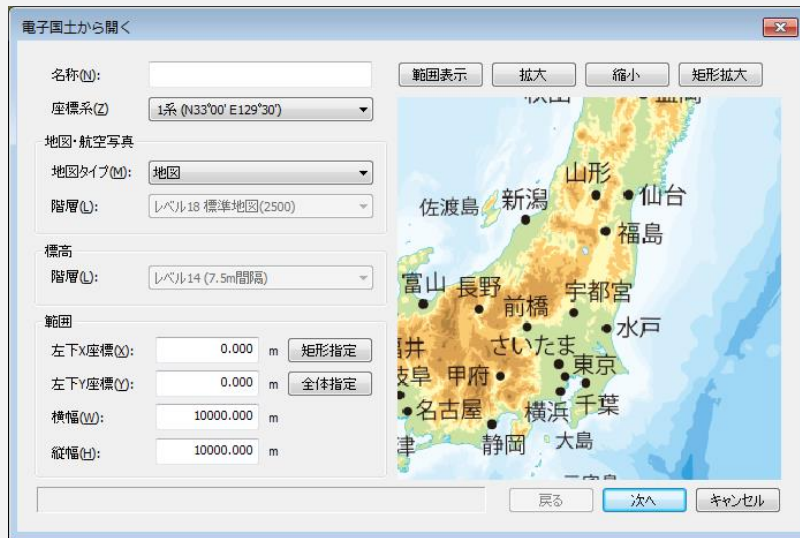 電子国土から開く
名称(N):
範囲表示 拡大 縮小 矩形拡大
座標系(Z) 1系 (N33°00' E129°30')
地図・航空写真
地図タイプ(M): 地図
階層(L): レベル18 標準地図(2500)
標高
階層(L): レベル14 (7.5m間隔)
範囲
左下X座標(X): 0.000 m 矩形指定
左下Y座標(Y): 0.000 m 全体指定
横幅(W): 10000.000 m
縦幅(H): 10000.000 m
山形
仙台
佐渡島 新潟
福島
富山 長野
前橋 宇都宮
水戸
さいたま
東京
岐阜 甲府
名古屋 横浜 千葉
津 静岡 大島
戻る 次へ キャンセル